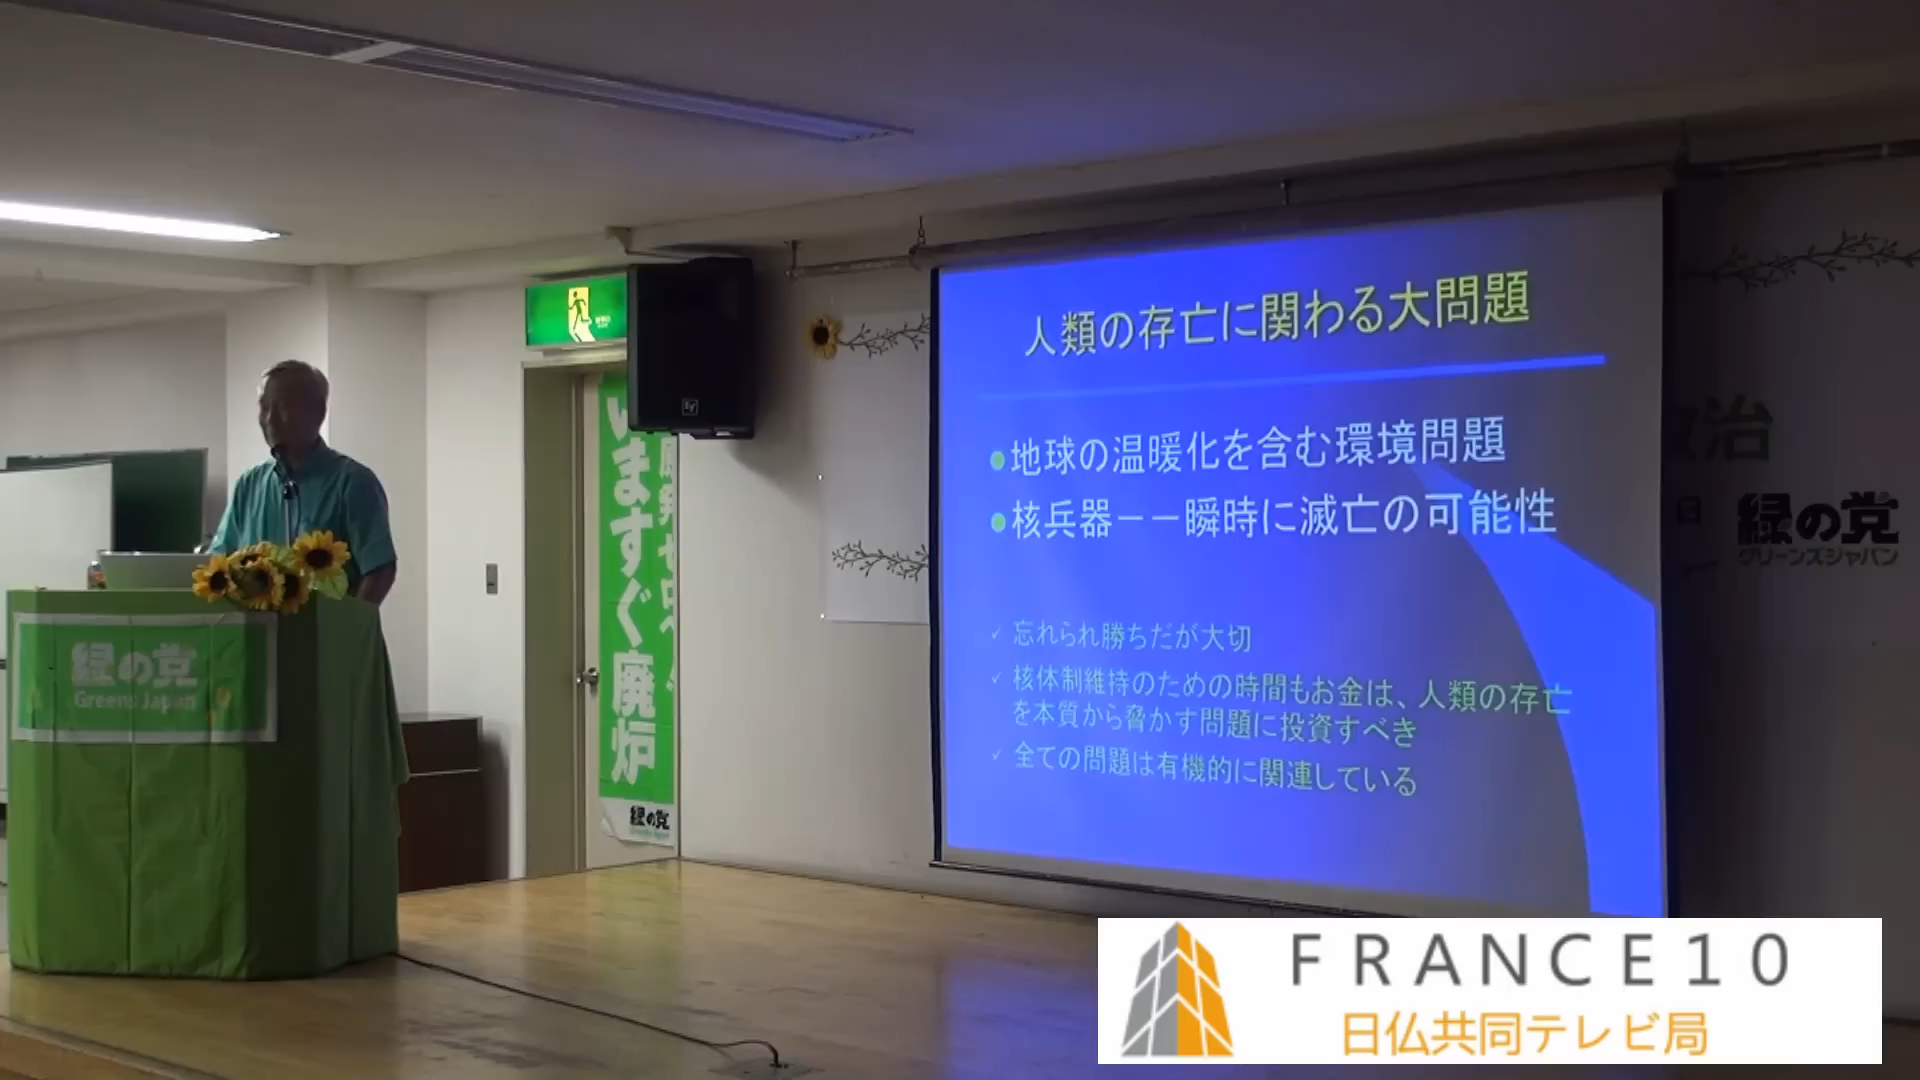 人類の存亡に関わる大問題
地球の温暖化を含む環境問題
核兵器－－瞬時に滅亡の可能性
忘れられ勝ちだが大切
核体制維持のための時間もお金は、人類の存亡
を本質から脅かす問題に投資すべき
全ての問題は有機的に関連している
いますぐ廃炉
緑の党
緑の党
Greens Japan
治
日
緑の党
グリーンズジャパン
EV
FRANCE10
日仏共同テレビ局